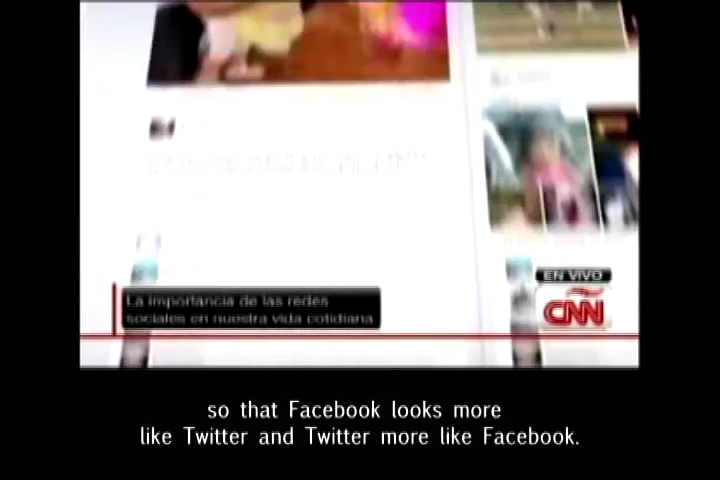 EN VIVO
CNN
La importancia de las redes
sociales en nuestra vida cotidiana
so that Facebook looks more
like Twitter and Twitter more like Facebook.